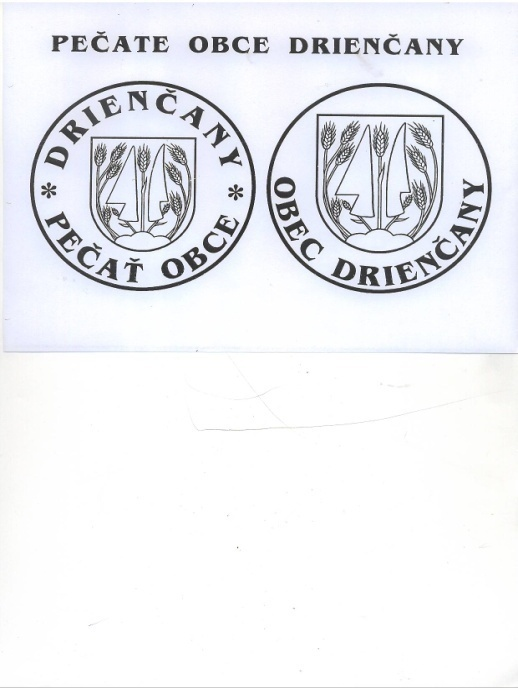 PEČATE OBCE DRIENČANY
DRIENČANY
* PEČAŤ OBCE *
OBEC DRIENČANY